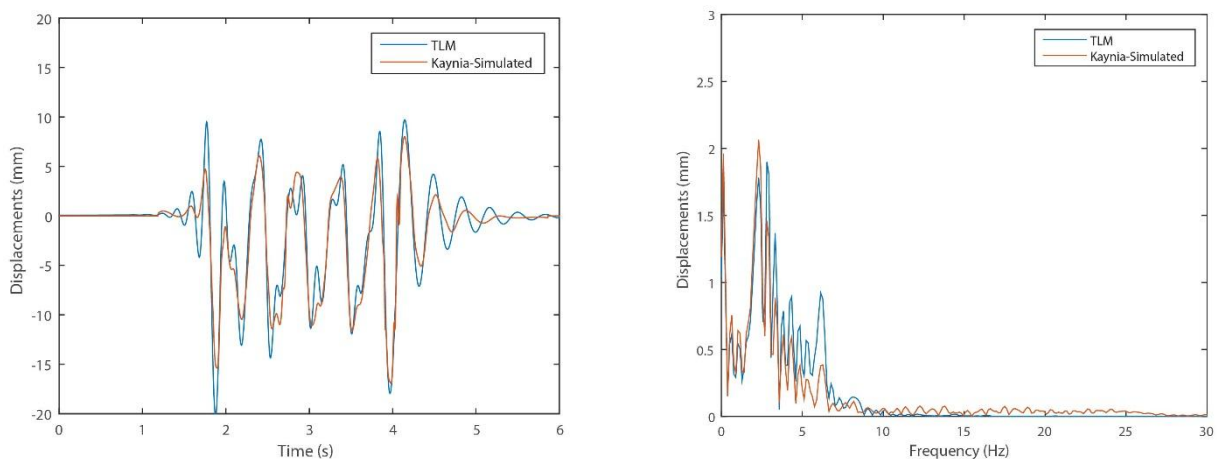 20
15
10
5
0
-5
-10
-15
-20
Displacements (mm)
0 1 2 3 4 5 6
Time (s)
TLM
Kaynia-Simulated
3
2.5
2
1.5
1
0.5
0
Displacements (mm)
0 5 10 15 20 25 30
Frequency (Hz)
TLM
Kaynia-Simulated